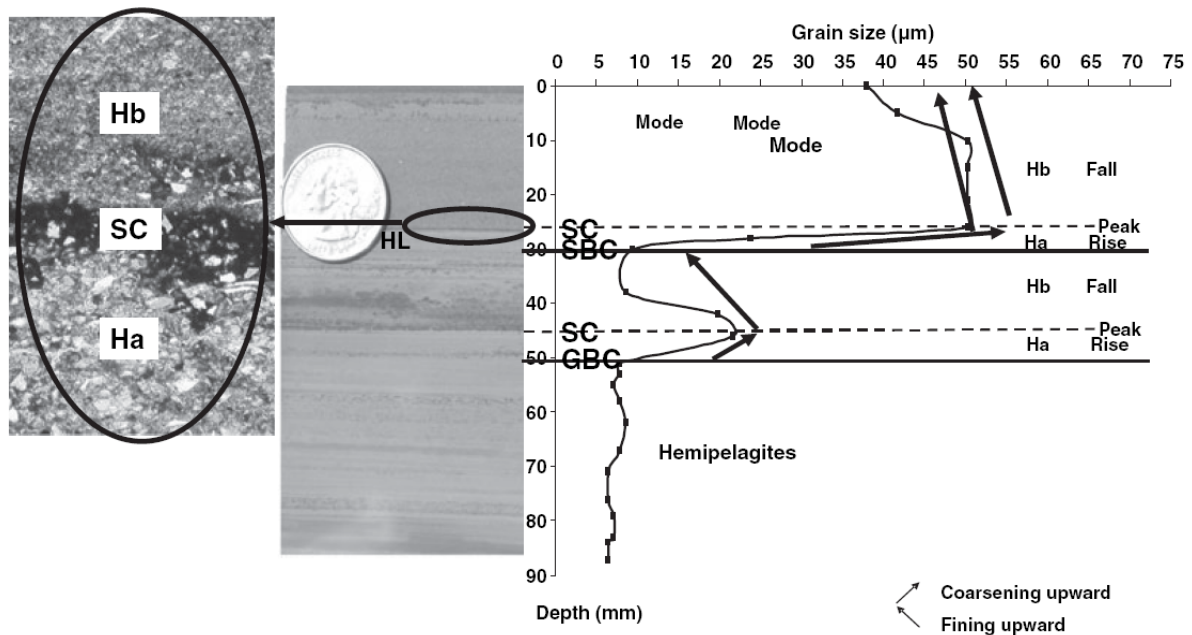 Hb
SC
Ha
HL
Grain size (µm)
0 5 10 15 20 25 30 35 40 45 50 55 60 65 70 75
0
10
20
30
40
50
60
70
80
90
Mode Mode
Mode
Hb Fall
SC Peak
SBC Ha Rise
Hb Fall
SC Peak
Ha Rise
GBC
Hemipelagites
Depth (mm)
Coarsening upward
Fining upward